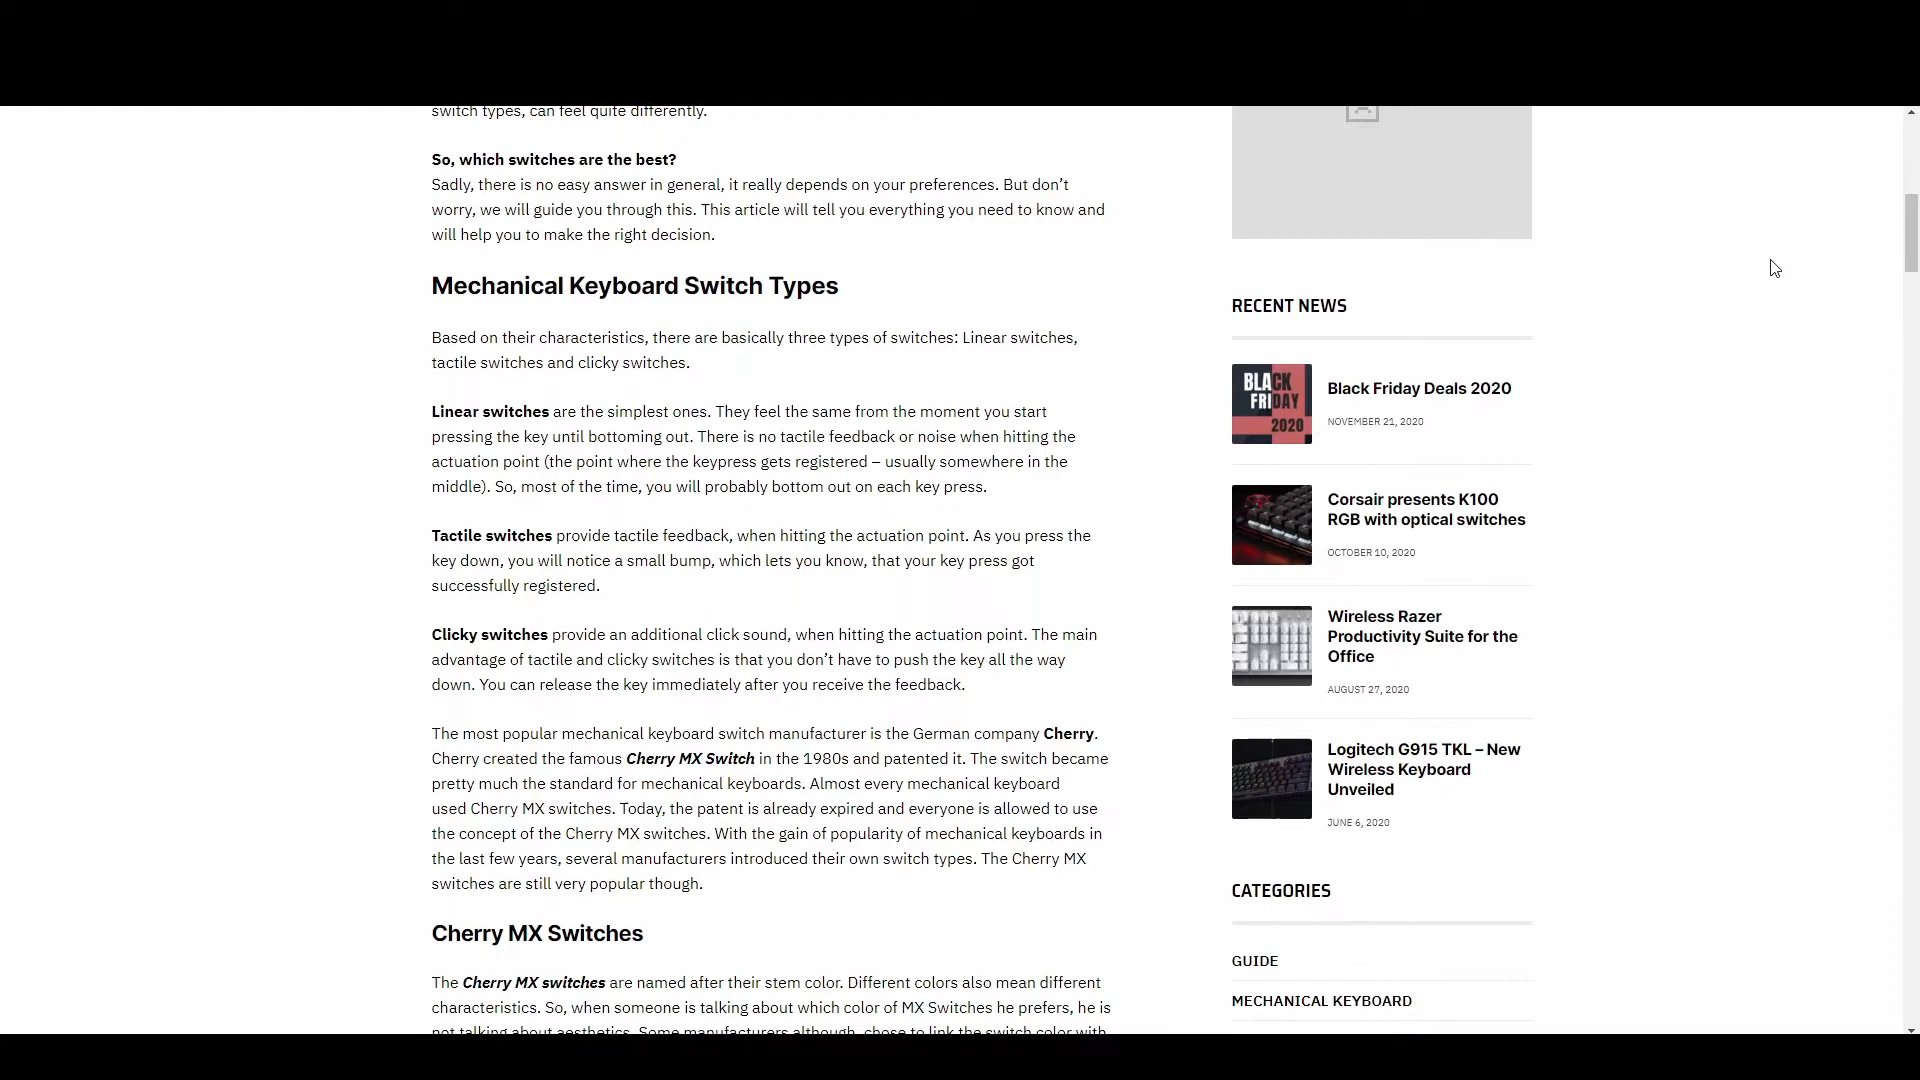 switch types, can feel quite differently.
So, which switches are the best?
Sadly, there is no easy answer in general, it really depends on your preferences. But don’t
worry, we will guide you through this. This article will tell you everything you need to know and
will help you to make the right decision.
Mechanical Keyboard Switch Types
Based on their characteristics, there are basically three types of switches: Linear switches,
tactile switches and clicky switches.
Linear switches are the simplest ones. They feel the same from the moment you start
pressing the key until bottoming out. There is no tactile feedback or noise when hitting the
actuation point (the point where the keypress gets registered – usually somewhere in the
middle). So, most of the time, you will probably bottom out on each key press.
Tactile switches provide tactile feedback, when hitting the actuation point. As you press the
key down, you will notice a small bump, which lets you know, that your key press got
successfully registered.
Clicky switches provide an additional click sound, when hitting the actuation point. The main
advantage of tactile and clicky switches is that you don’t have to push the key all the way
down. You can release the key immediately after you receive the feedback.
The most popular mechanical keyboard switch manufacturer is the German company Cherry.
Cherry created the famous Cherry MX Switch in the 1980s and patented it. The switch became
pretty much the standard for mechanical keyboards. Almost every mechanical keyboard
used Cherry MX switches. Today, the patent is already expired and everyone is allowed to use
the concept of the Cherry MX switches. With the gain of popularity of mechanical keyboards in
the last few years, several manufacturers introduced their own switch types. The Cherry MX
switches are still very popular though.
Cherry MX Switches
The Cherry MX switches are named after their stem color. Different colors also mean different
characteristics. So, when someone is talking about which color of MX Switches he prefers, he is
not talking about aesthetics. Some manufacturers although, chose to link the switch color with
RECENT NEWS
BLACK
FRIDAY
2020
Black Friday Deals 2020
NOVEMBER 21, 2020
Corsair presents K100
RGB with optical switches
OCTOBER 10, 2020
Wireless Razer
Productivity Suite for the
Office
AUGUST 27, 2020
Logitech G915 TKL – New
Wireless Keyboard
Unveiled
JUNE 6, 2020
CATEGORIES
GUIDE
MECHANICAL KEYBOARD